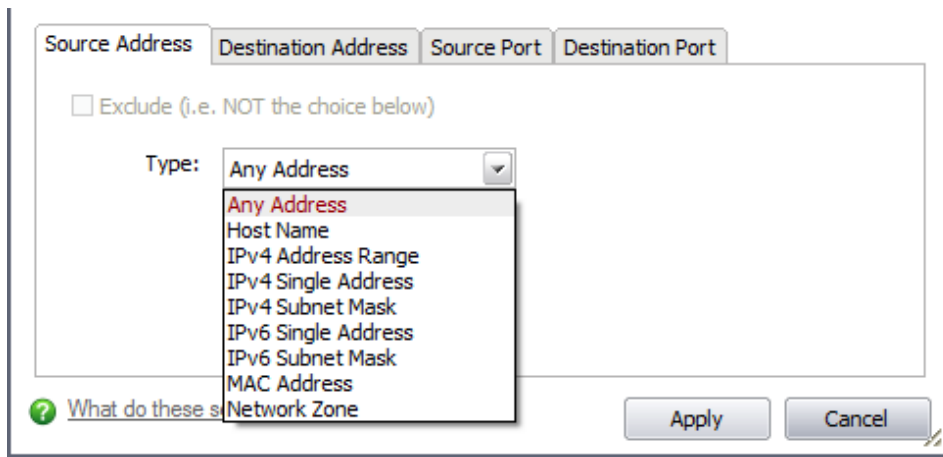 Source Address Destination Address Source Port Destination Port
Exclude (i.e. NOT the choice below)
Type: Any Address
Any Address
Host Name
IPv4 Address Range
IPv4 Single Address
IPv4 Subnet Mask
IPv6 Single Address
IPv6 Subnet Mask
MAC Address
Network Zone
What do these s
Apply Cancel